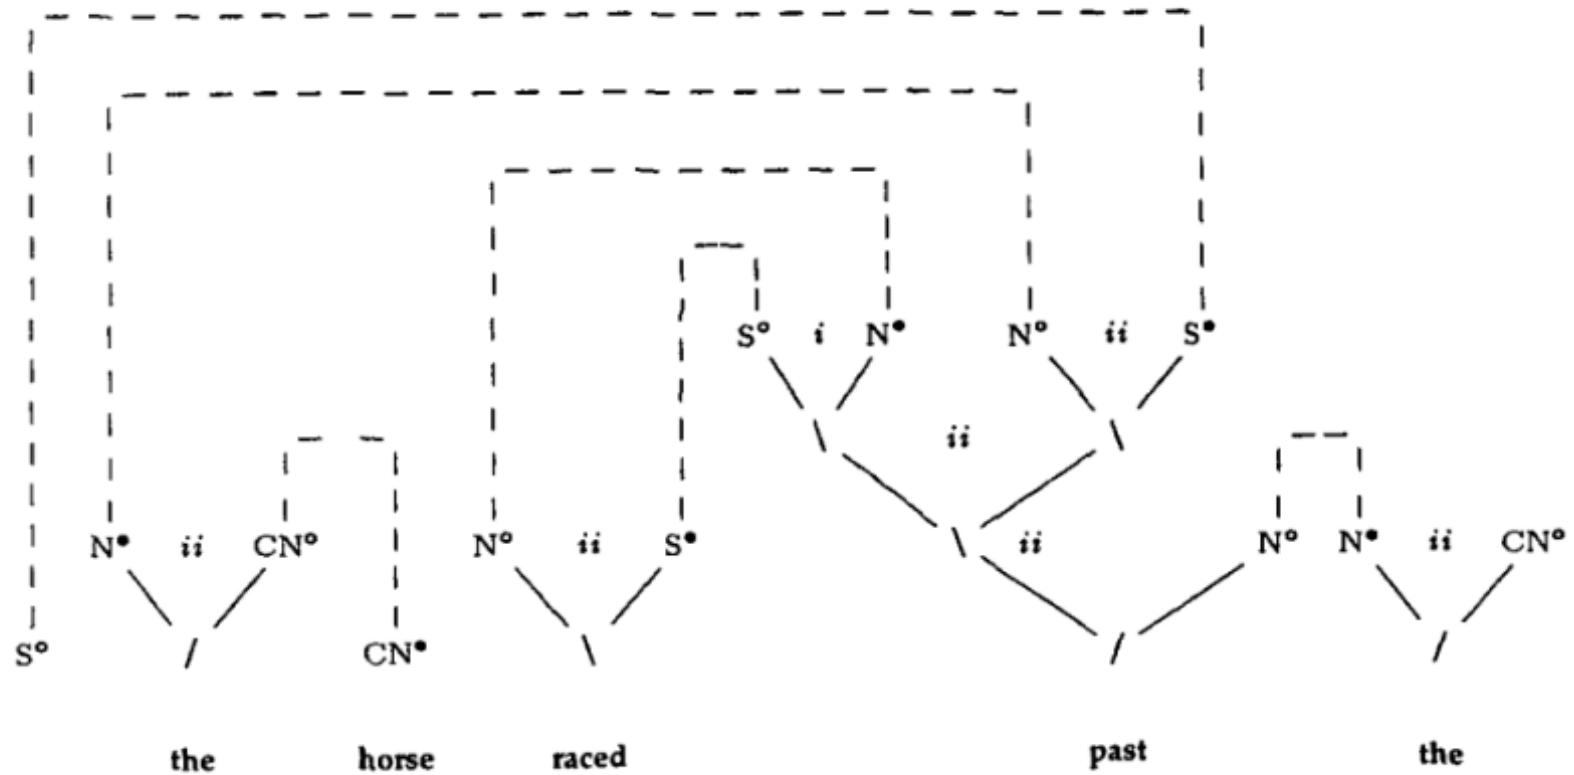 S° i N• N° ii S•
ii
N• ii CN° N° ii S• ii N° N• ii CN°
S° / CN• \ / /
the horse raced past the